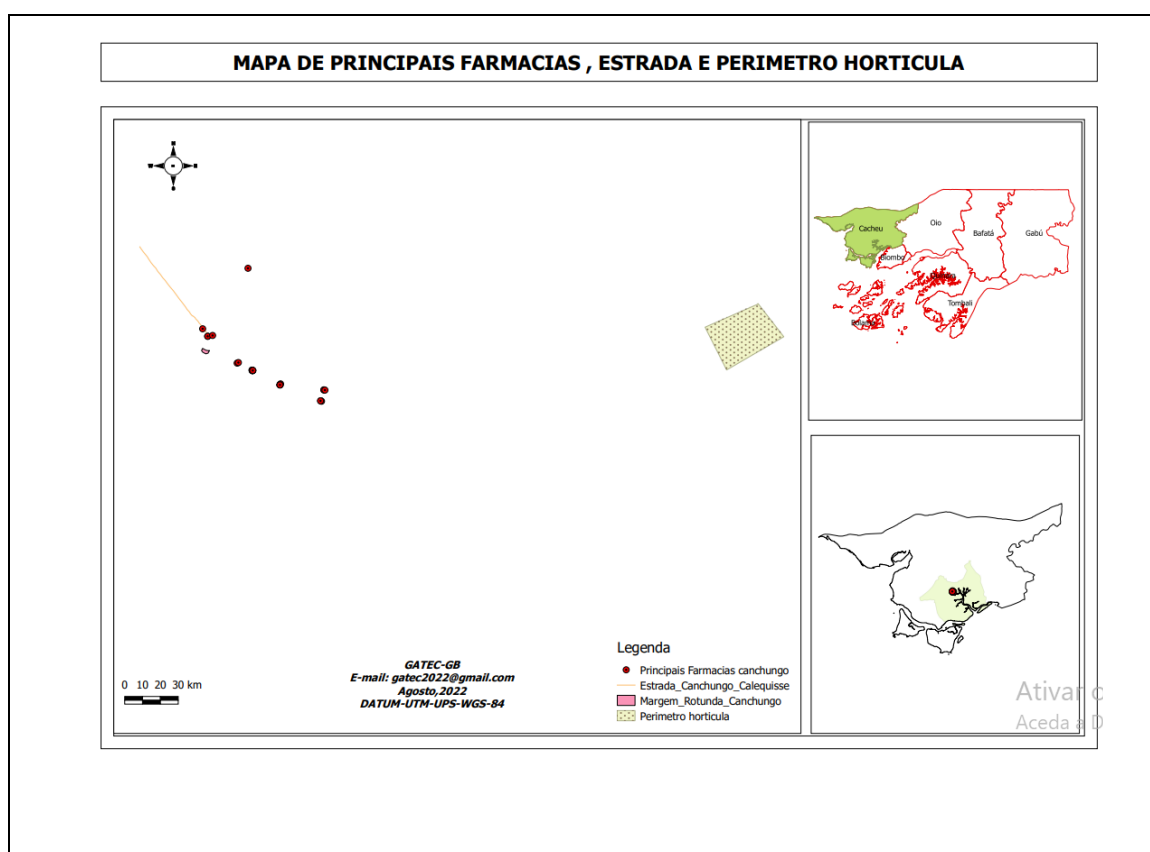 MAPA DE PRINCIPAIS FARMACIAS , ESTRADA E PERIMETRO HORTICULA
Cacheu
Oio
Bafatá
Gabú
Biombo
Tombali
Legenda
Principais Farmacias canchungo
Estrada_Canchungo_Calequisse
Margem_Rotunda_Canchungo
Perimetro horticula
GATEC-GB
E-mail: gatec2022@gmail.com
Agosto,2022
DATUM-UTM-UPS-WGS-84
0 10 20 30 km
Ativar c
Aceda a D